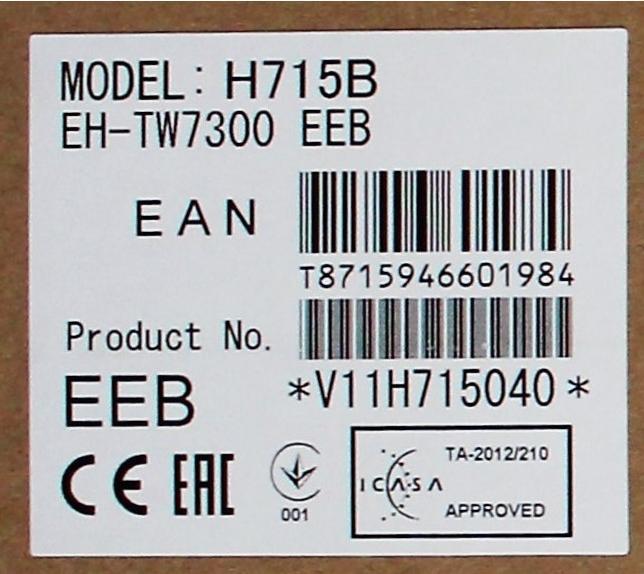 MODEL: H715B
EH-TW7300 EEB
EAN
T8715946601984
Product No.
EEB
*V11H715040*
CE EAC
001
ICASA
TA-2012/210
APPROVED